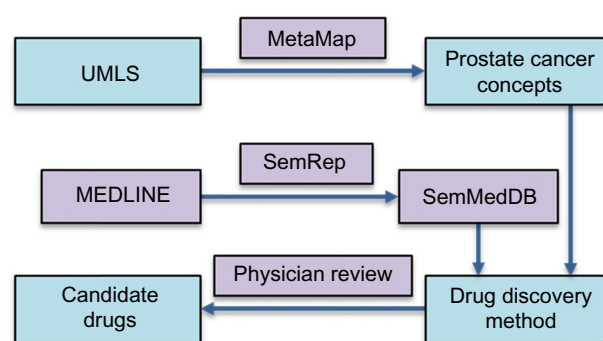 MetaMap
UMLS
Prostate cancer
concepts
SemRep
MEDLINE
SemMedDB
Physician review
Candidate
drugs
Drug discovery
method